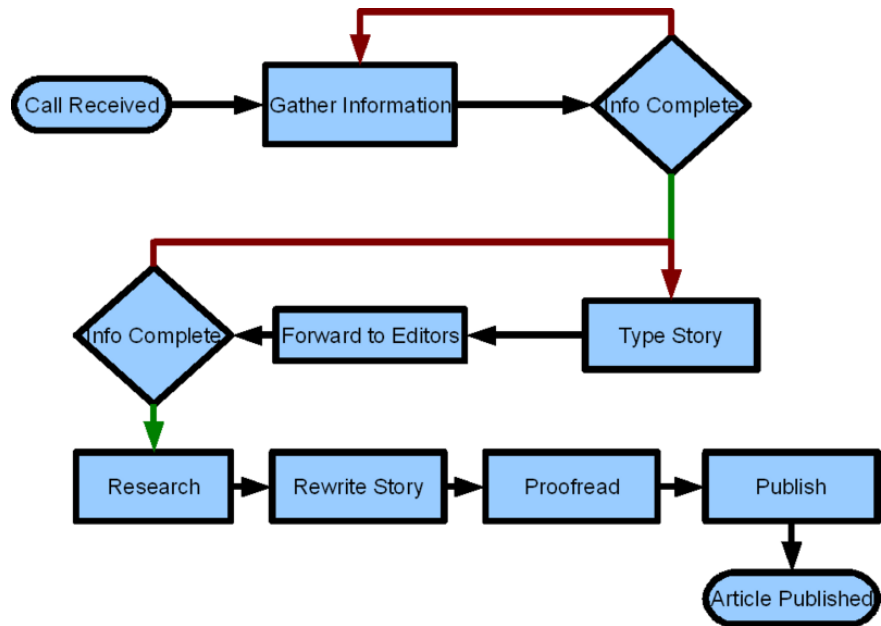 Call Received
Gather Information
Info Complete
Info Complete
Forward to Editors
Type Story
Research
Rewrite Story
Proofread
Publish
Article Published